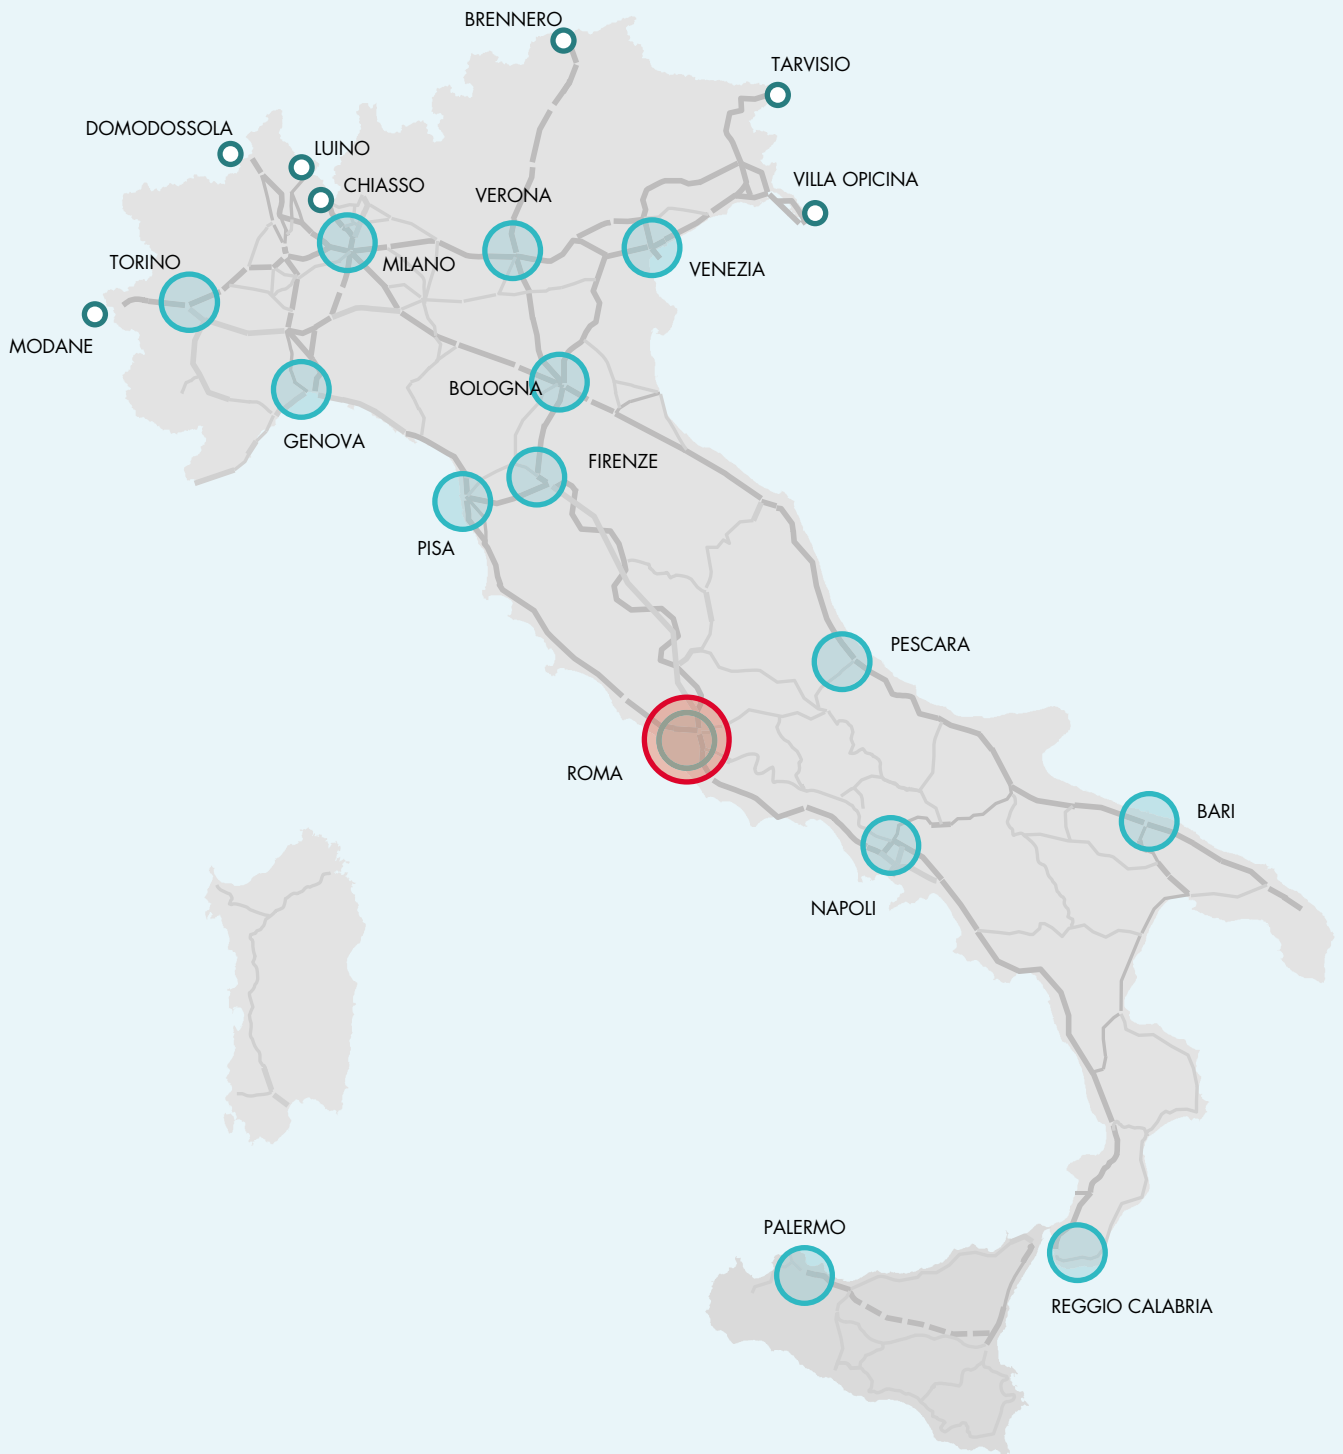 BRENNERO
TARVISIO
DOMODOSSOLA
LUINO
CHIASSO
VILLA OPICINA
VERONA
TORINO
MILANO
VENEZIA
MODANE
BOLOGNA
GENOVA
FIRENZE
PISA
PESCARA
ROMA
BARI
NAPOLI
PALERMO
REGGIO CALABRIA